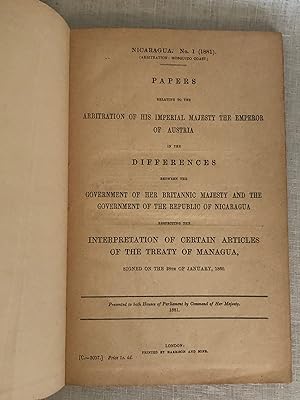 NICARAGUA. No. 1 (1881).
(ARBITRATION: MOSQUITO COAST.)
PAPERS
RELATING TO THE
ARBITRATION OF HIS IMPERIAL MAJESTY THE EMPEROR
OF AUSTRIA
IN THE
DIFFERENCES
BETWEEN THE
GOVERNMENT OF HER BRITANNIC MAJESTY AND THE
GOVERNMENT OF THE REPUBLIC OF NICARAGUA
RESPECTING THE
INTERPRETATION OF CERTAIN ARTICLES
OF THE TREATY OF MANAGUA,
SIGNED ON THE 28TH OF JANUARY, 1860.
Presented to both Houses of Parliament by Command of Her Majesty.
1881.
LONDON:
PRINTED BY HARRISON AND SONS.
[C.—3057.] Price 1s. 4d.